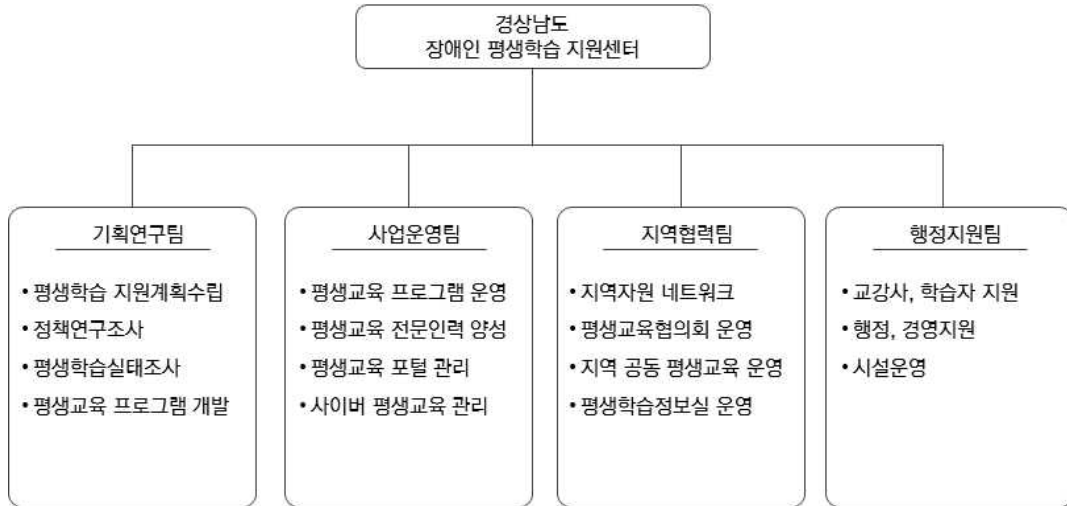 경상남도
장애인 평생학습 지원센터
기획연구팀
• 평생학습 지원계획수립
• 정책연구조사
• 평생학습실태조사
• 평생교육 프로그램 개발
사업운영팀
• 평생교육 프로그램 운영
• 평생교육 전문인력 양성
• 평생교육 포털 관리
• 사이버 평생교육 관리
지역협력팀
• 지역자원 네트워크
• 평생교육협의회 운영
• 지역 공동 평생교육 운영
• 평생학습정보실 운영
행정지원팀
• 교강사, 학습자 지원
• 행정, 경영지원
• 시설운영